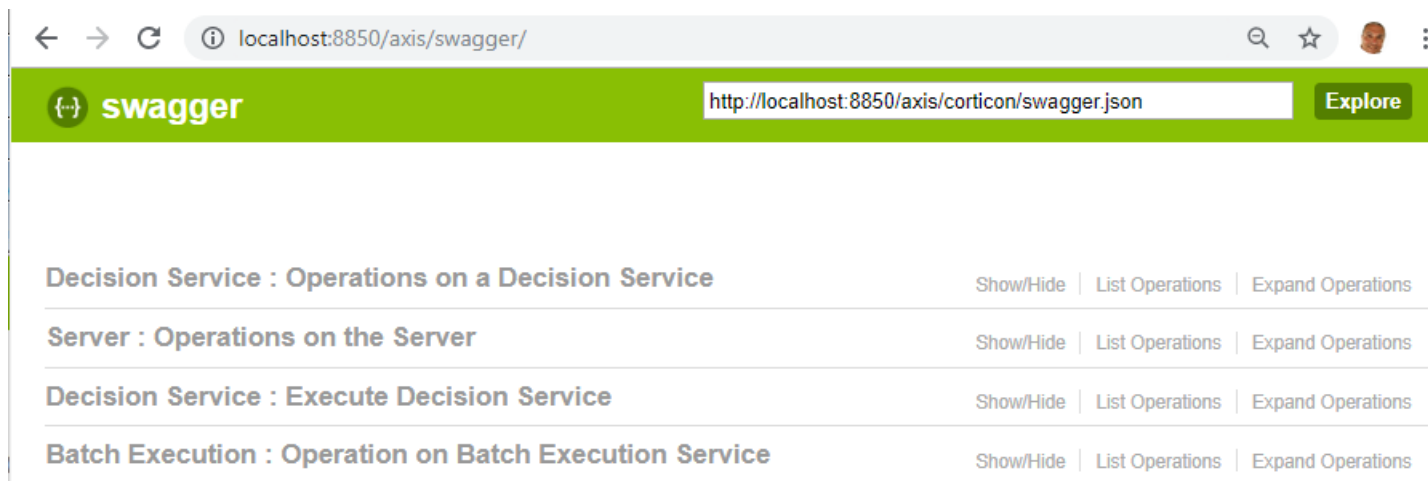 localhost:8850/axis/swagger/
{···} swagger http://localhost:8850/axis/corticon/swagger.json Explore
Decision Service : Operations on a Decision Service Show/Hide List Operations Expand Operations
Server : Operations on the Server Show/Hide List Operations Expand Operations
Decision Service : Execute Decision Service Show/Hide List Operations Expand Operations
Batch Execution : Operation on Batch Execution Service Show/Hide List Operations Expand Operations